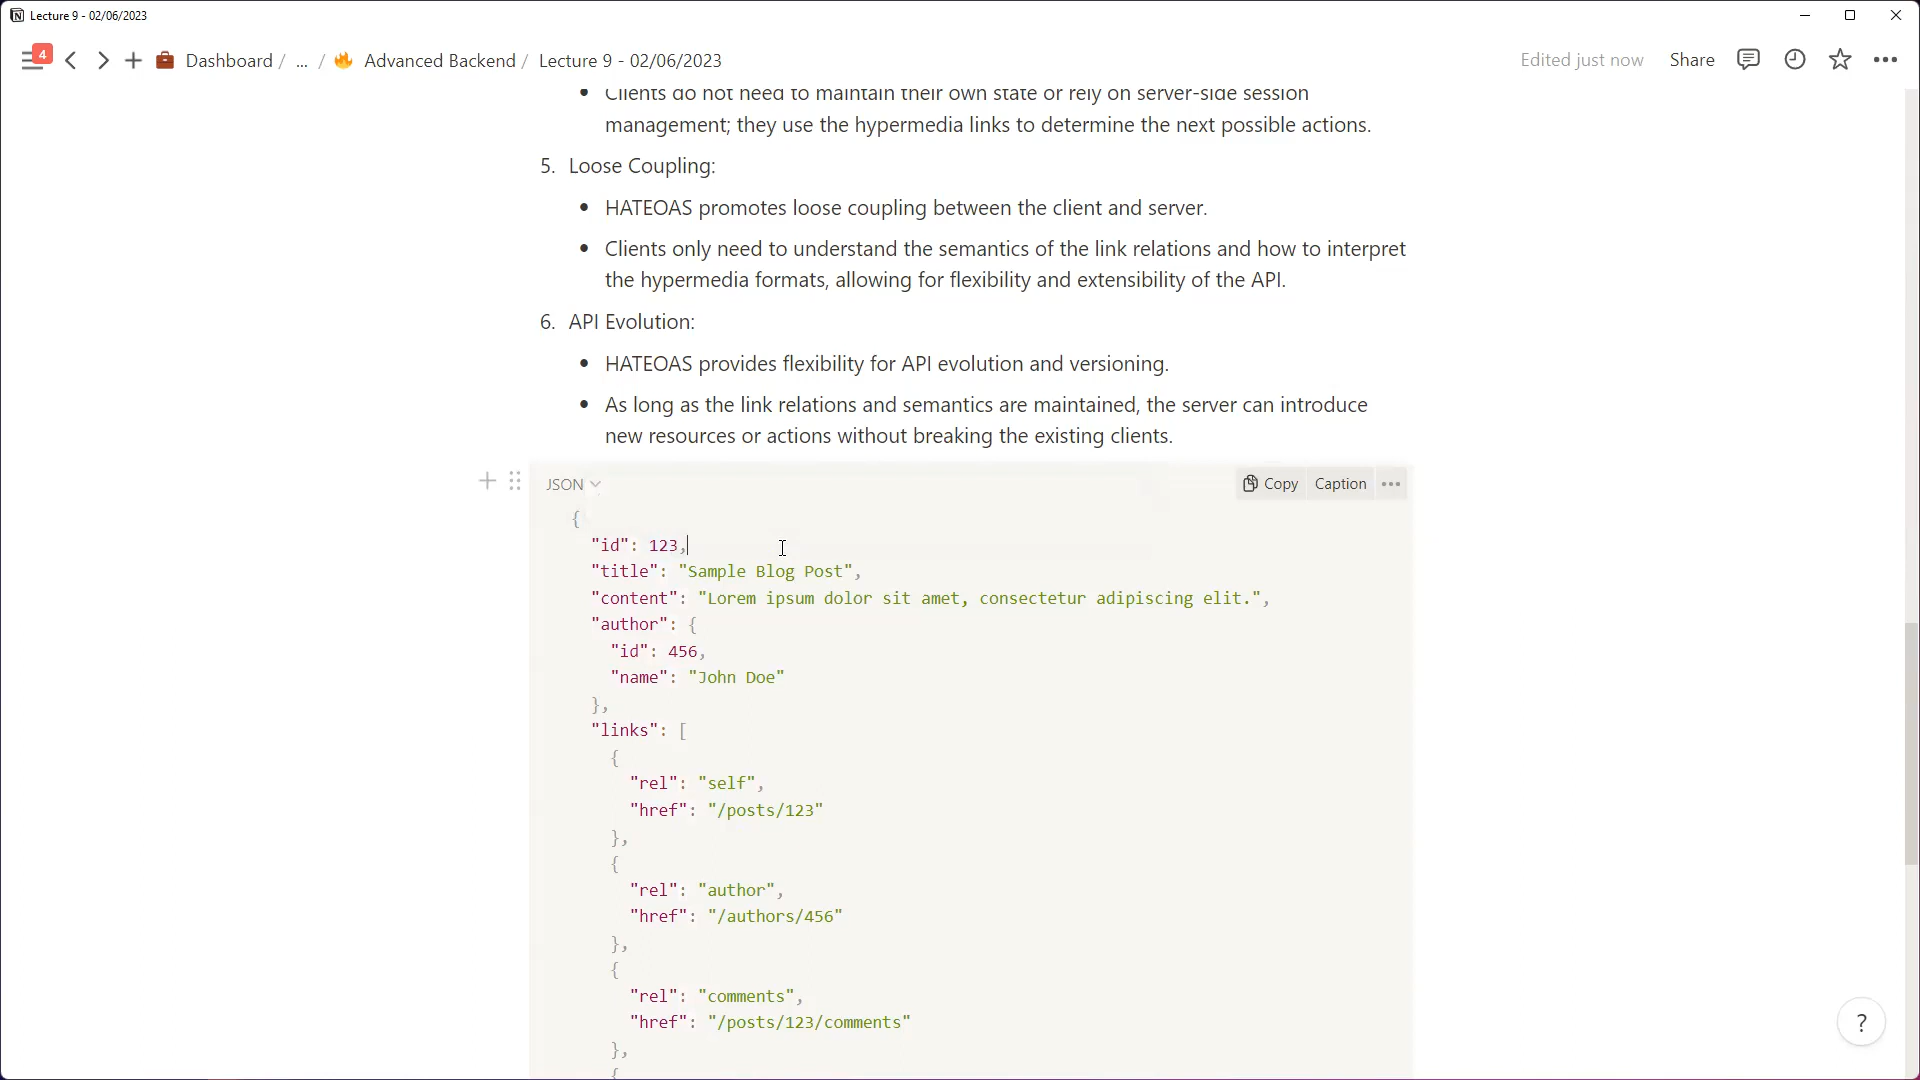 Lecture 9 - 02/06/2023
4
Dashboard / ... / Advanced Backend / Lecture 9 - 02/06/2023
Edited just now
Share
• Clients do not need to maintain their own state or rely on server-side session
management; they use the hypermedia links to determine the next possible actions.
5. Loose Coupling:
• HATEOAS promotes loose coupling between the client and server.
• Clients only need to understand the semantics of the link relations and how to interpret
the hypermedia formats, allowing for flexibility and extensibility of the API.
6. API Evolution:
• HATEOAS provides flexibility for API evolution and versioning.
• As long as the link relations and semantics are maintained, the server can introduce
new resources or actions without breaking the existing clients.
JSON
Copy
Caption
{
"id": 123,
"title": "Sample Blog Post",
"content": "Lorem ipsum dolor sit amet, consectetur adipiscing elit.",
"author": {
"id": 456,
"name": "John Doe"
},
"links": [
{
"rel": "self",
"href": "/posts/123"
},
{
"rel": "author",
"href": "/authors/456"
},
{
"rel": "comments",
"href": "/posts/123/comments"
},
{
?